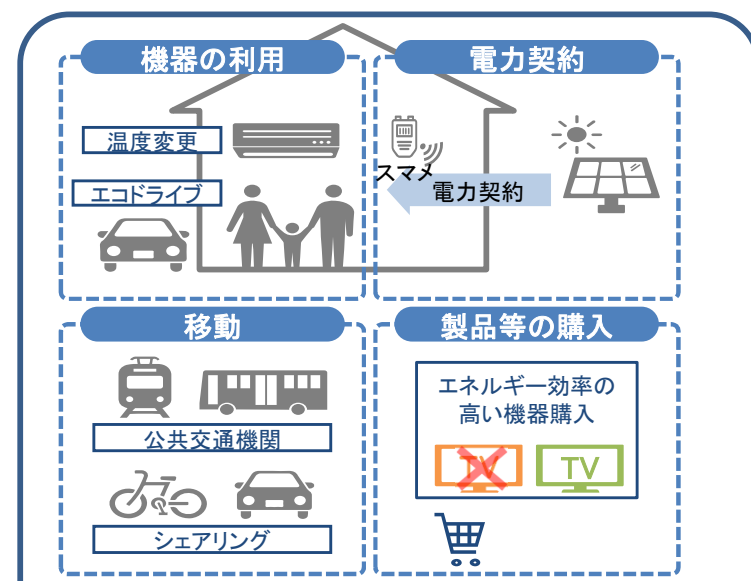 機器の利用
電力契約
温度変更
エコドライブ
スマメ
電力契約
移動
製品等の購入
公共交通機関
シェアリング
エネルギー効率の
高い機器購入
TV
TV